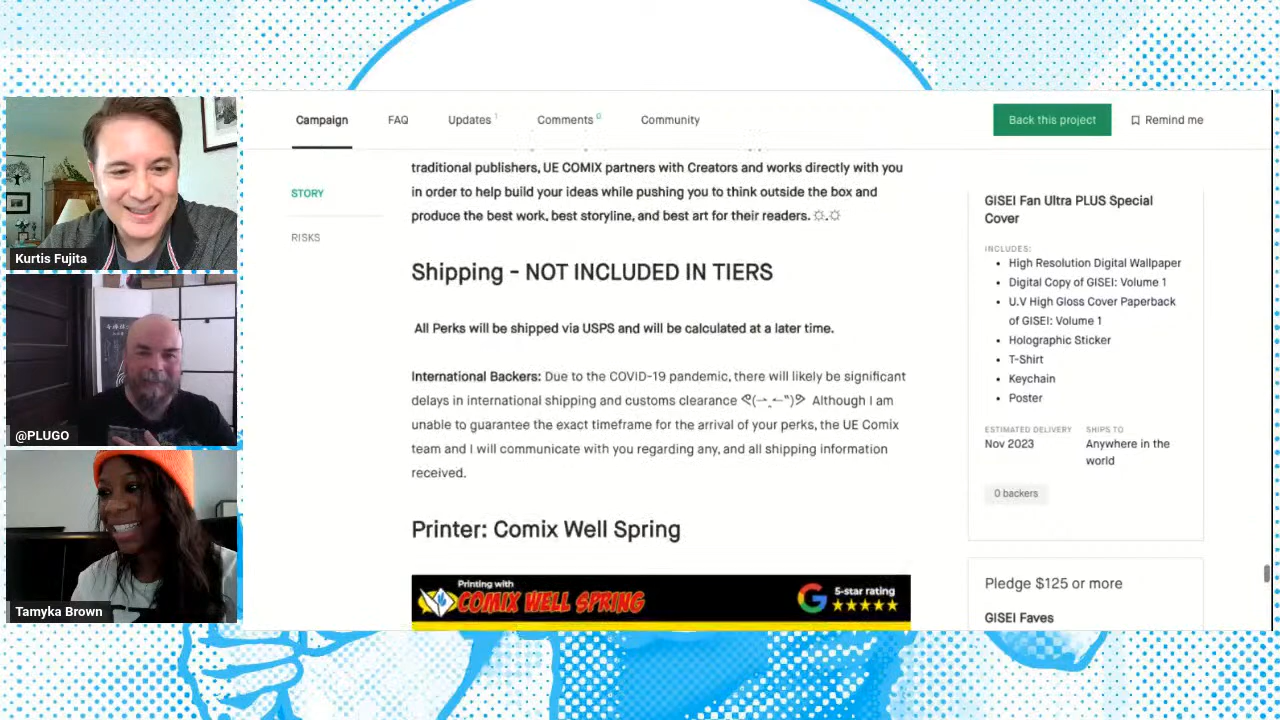 Kurtis Fujita
@PLUGO
Tamyka Brown
Campaign
FAQ
Updates 1
Comments 0
Community
Back this project
Remind me
STORY
RISKS
traditional publishers, UE COMIX partners with Creators and works directly with you
in order to help build your ideas while pushing you to think outside the box and
produce the best work, best storyline, and best art for their readers. ☼.☼
Shipping - NOT INCLUDED IN TIERS
All Perks will be shipped via USPS and will be calculated at a later time.
International Backers: Due to the COVID-19 pandemic, there will likely be significant
delays in international shipping and customs clearance Although I am
unable to guarantee the exact timeframe for the arrival of your perks, the UE Comix
team and I will communicate with you regarding any, and all shipping information
received.
Printer: Comix Well Spring
Printing with
COMIX WELL SPRING
G 5-star rating
★★★★★
GISEI Fan Ultra PLUS Special
Cover
INCLUDES:
• High Resolution Digital Wallpaper
• Digital Copy of GISEI: Volume 1
• U.V High Gloss Cover Paperback
of GISEI: Volume 1
• Holographic Sticker
• T-Shirt
• Keychain
• Poster
ESTIMATED DELIVERY
Nov 2023
SHIPS TO
Anywhere in the
world
0 backers
Pledge $125 or more
GISEI Faves